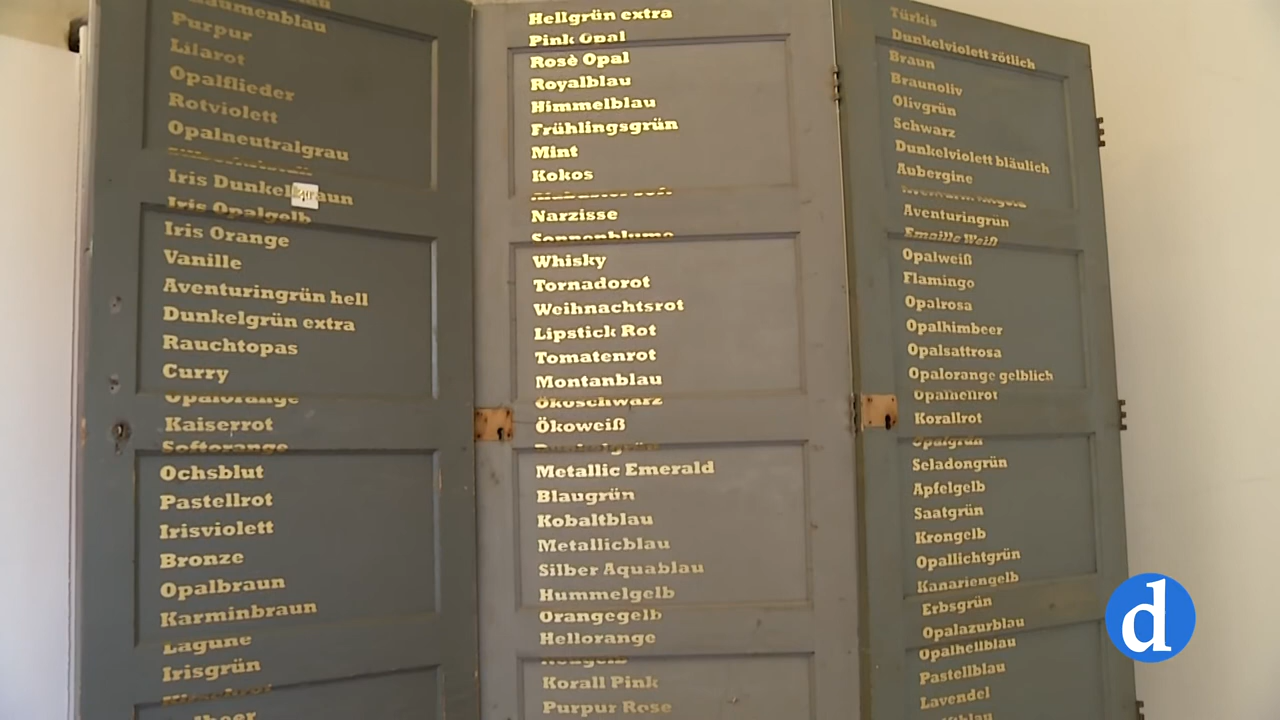 Purpur
Lilarot
Opalflieder
Rotviolett
Opalneutralgrau
Iris Opalgelb
Iris Orange
Vanille
Aventuringrün hell
Dunkelgrün extra
Rauchtopas
Curry
Opalorange
Kaiserrot
Softorange
Ochsblut
Pastellrot
Irisviolett
Bronze
Opalbraun
Karminbraun
Lagune
Irisgrün
Hellgrün extra
Pink Opal
Rosè Opal
Royalblau
Himmelblau
Frühlingsgrün
Mint
Kokos
Narzisse
Sonnenblume
Whisky
Tornadorot
Weihnachtsrot
Lipstick Rot
Tomatenrot
Montanblau
Ökoschwarz
Ökoweiß
Metallic Emerald
Blaugrün
Kobaltblau
Metallicblau
Silber Aquablau
Hummelgelb
Orangegelb
Hellorange
Korall Pink
Purpur Rose
Türkis
Dunkelviolett rötlich
Braun
Braunoliv
Olivgrün
Schwarz
Dunkelviolett bläulich
Aubergine
Aventuringrün
Emaille Weiß
Opalweiß
Flamingo
Opalrosa
Opalhimbeer
Opalsattrosa
Opalorange gelblich
Opalhellrot
Korallrot
Opalgrün
Seladongrün
Apfelgelb
Saatgrün
Krongelb
Opallichtgrün
Kanariengelb
Erbsgrün
Opalazurblau
Opalhellblau
Pastellblau
Lavendel
d